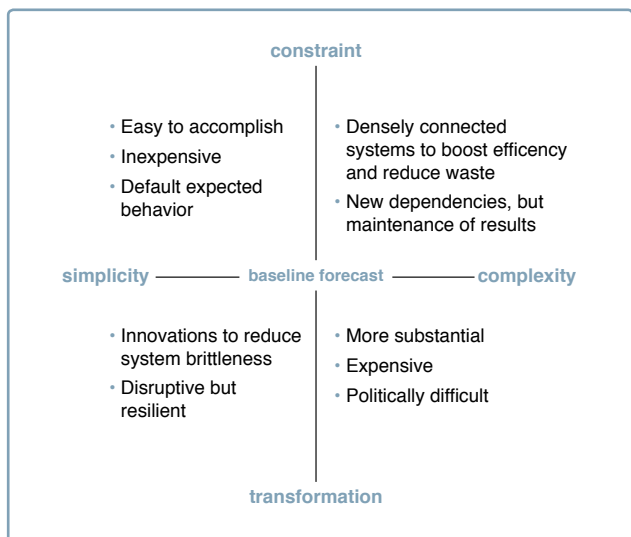 constraint
• Easy to accomplish
• Inexpensive
• Default expected
behavior
• Densely connected
systems to boost efficency
and reduce waste
• New dependencies, but
maintenance of results
simplicity
baseline forecast
complexity
• Innovations to reduce
system brittleness
• Disruptive but
resilient
• More substantial
• Expensive
• Politically difficult
transformation